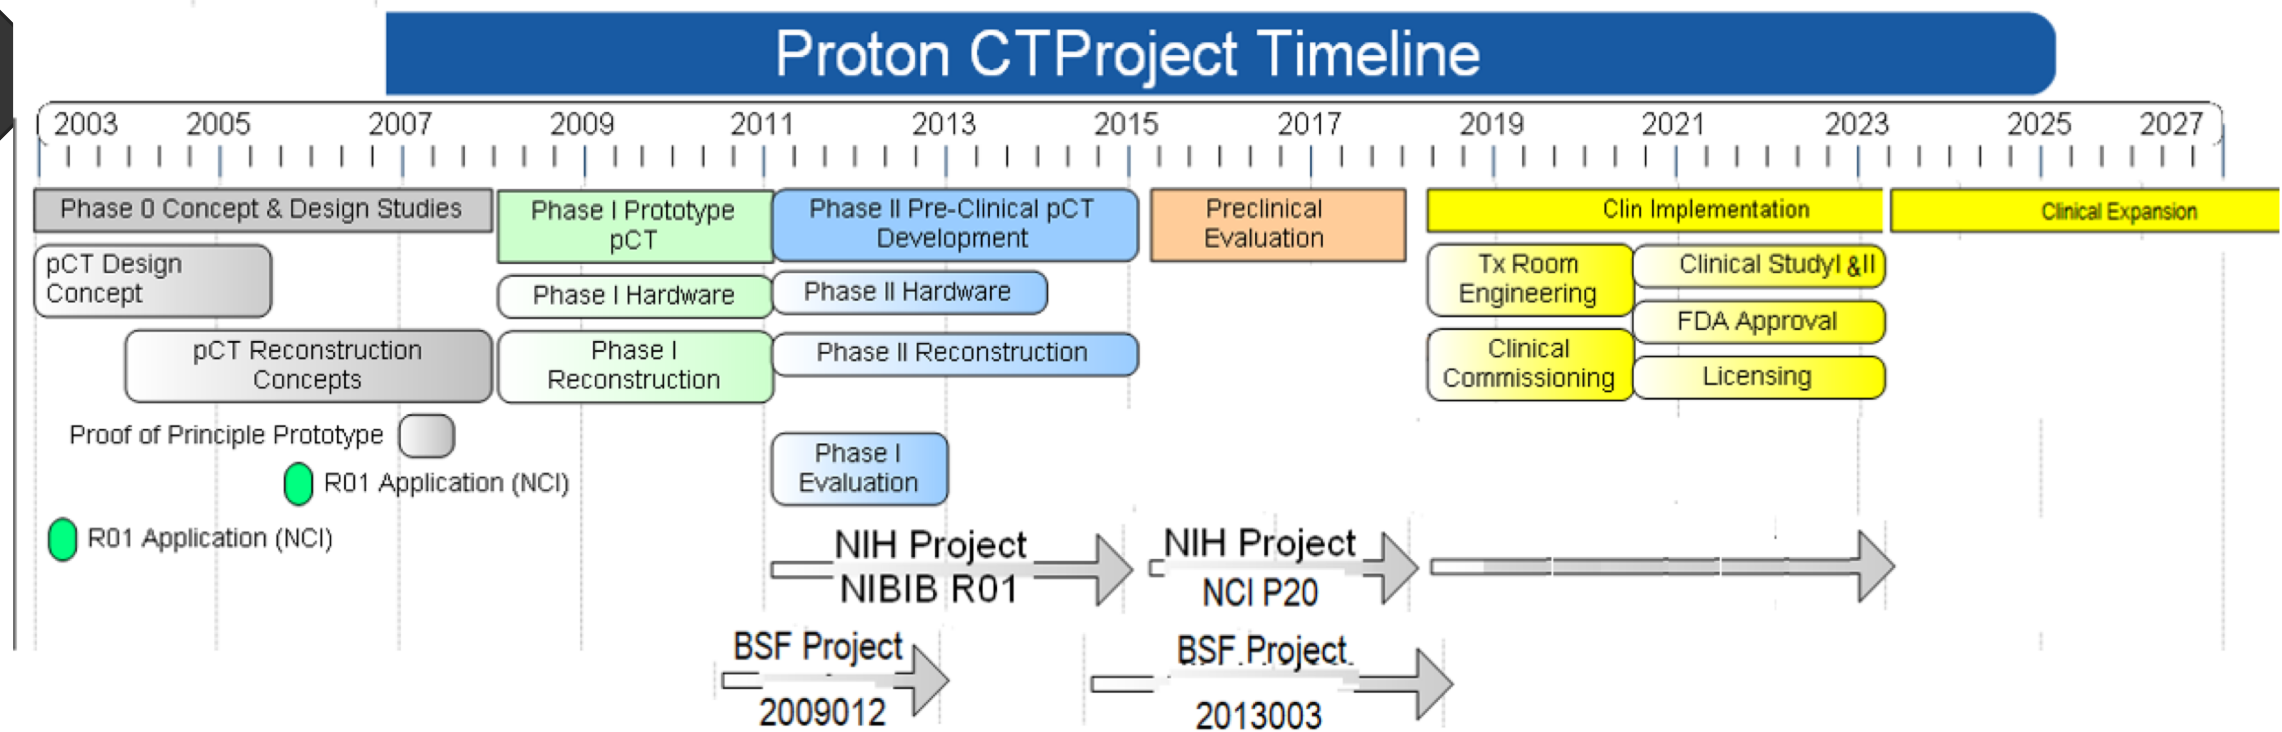 Proton CTProject Timeline
2003 2005 2007 2009 2011 2013 2015 2017 2019 2021 2023 2025 2027
Phase 0 Concept & Design Studies
Phase I Prototype
pCT
Phase II Pre-Clinical pCT
Development
Preclinical
Evaluation
Clin Implementation
Clinical Expansion
pCT Design
Concept
Phase I Hardware
Phase II Hardware
Tx Room
Engineering
Clinical StudyI &II
FDA Approval
pCT Reconstruction
Concepts
Phase I
Reconstruction
Phase II Reconstruction
Clinical
Commissioning
Licensing
Proof of Principle Prototype
Phase I
Evaluation
R01 Application (NCI)
R01 Application (NCI)
NIH Project
NIBIB R01
NIH Project
NCI P20
BSF Project
2009012
BSF Project
2013003